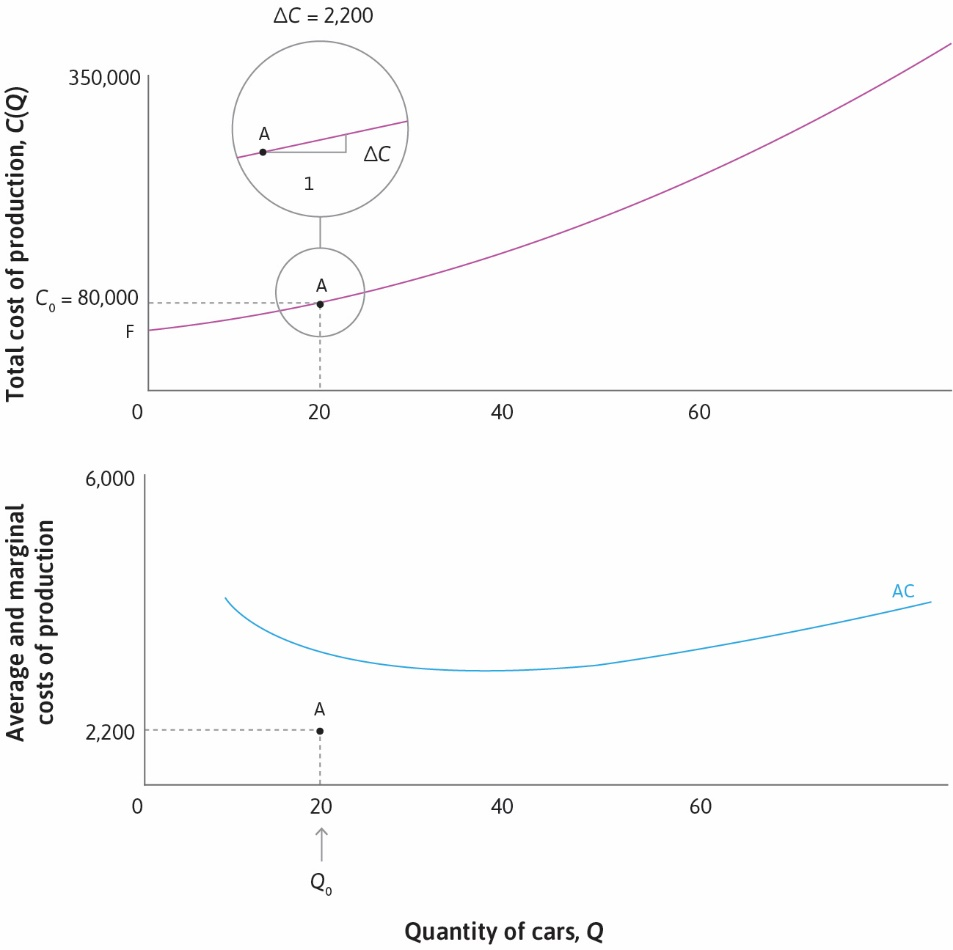 ΔC = 2,200
350,000
A
ΔC
1
A
C₀ = 80,000
F
0 20 40 60
Total cost of production, C(Q)
6,000
AC
A
2,200
0 20 40 60
Average and marginal
costs of production
Q₀
Quantity of cars, Q